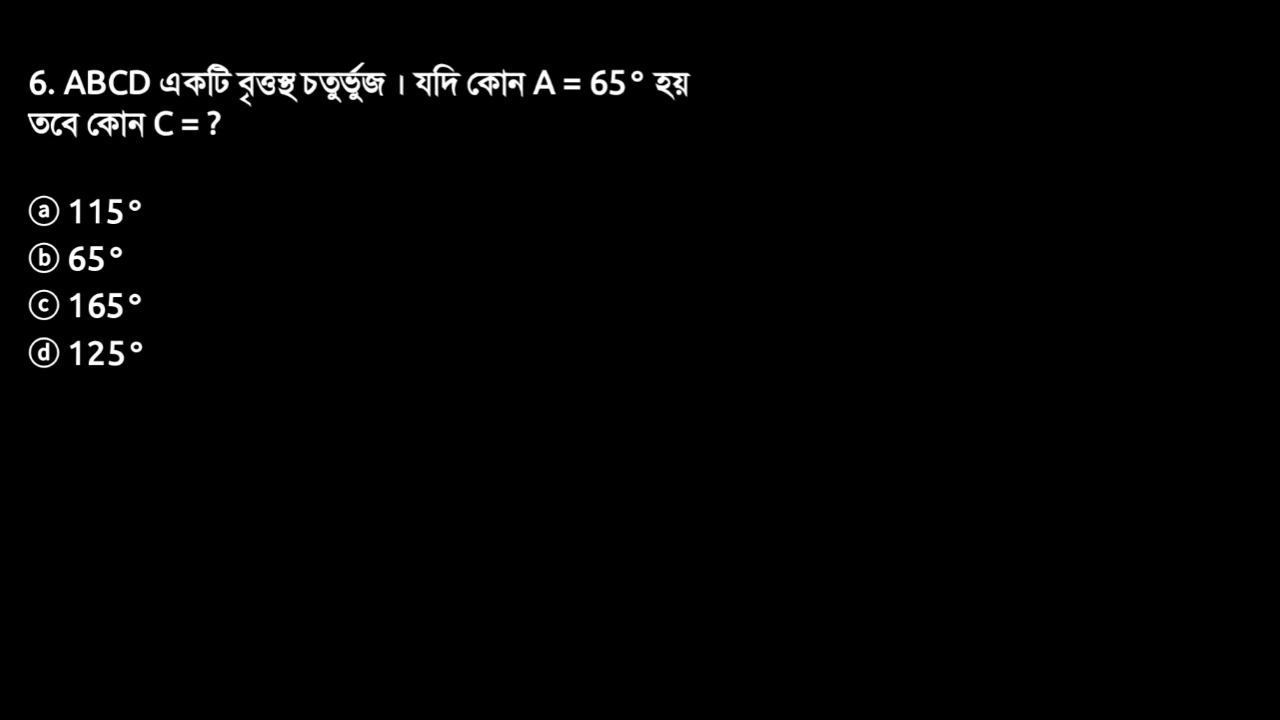 6. ABCD একটি বৃত্তস্থ চতুর্ভুজ । যদি কোন A = 65° হয়
তবে কোন C = ?
ⓐ 115°
ⓑ 65°
ⓒ 165°
ⓓ 125°